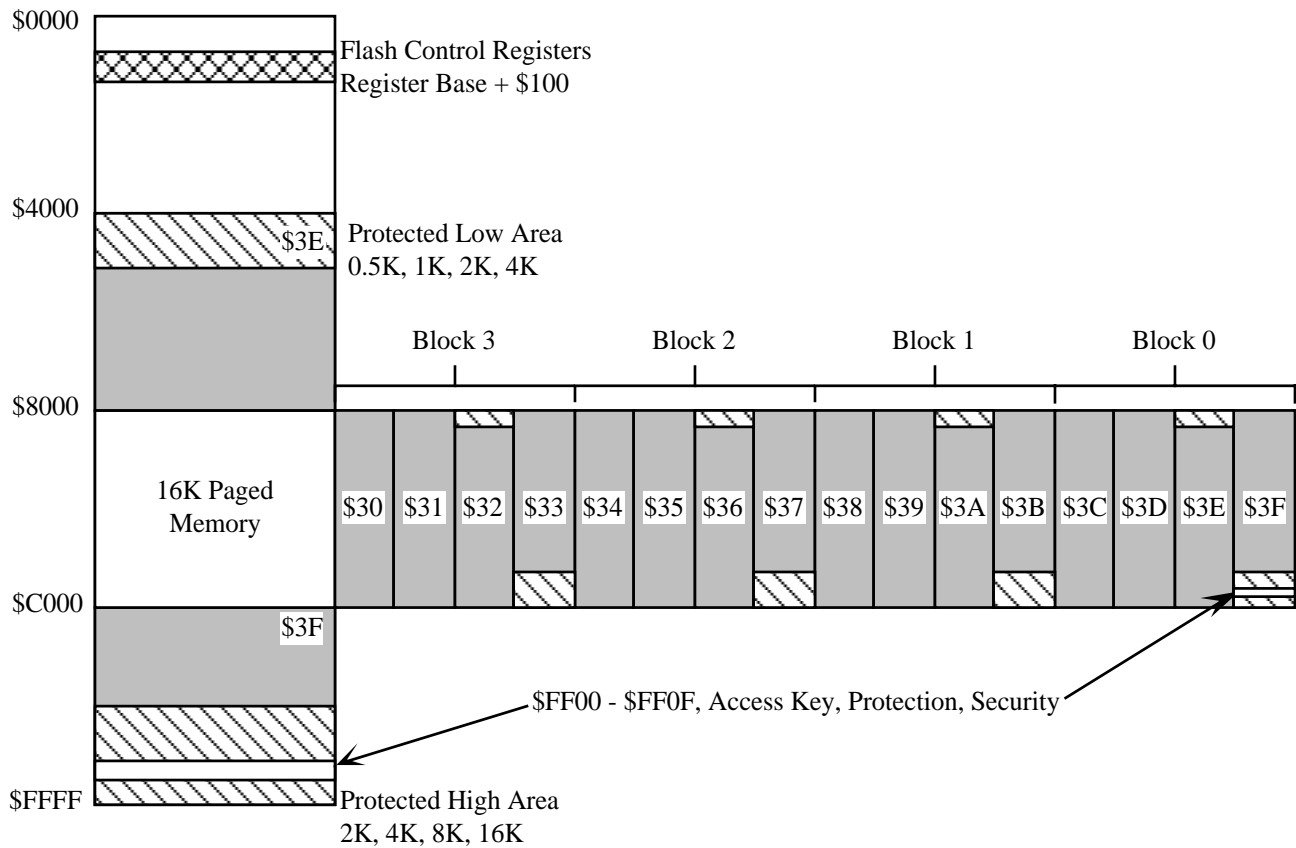 $0000
Flash Control Registers
Register Base + $100
$4000
$3E
Protected Low Area
0.5K, 1K, 2K, 4K
Block 3
Block 2
Block 1
Block 0
$8000
16K Paged
Memory
$30
$31
$32
$33
$34
$35
$36
$37
$38
$39
$3A
$3B
$3C
$3D
$3E
$3F
$C000
$3F
$FF00 - $FF0F, Access Key, Protection, Security
$FFFF
Protected High Area
2K, 4K, 8K, 16K